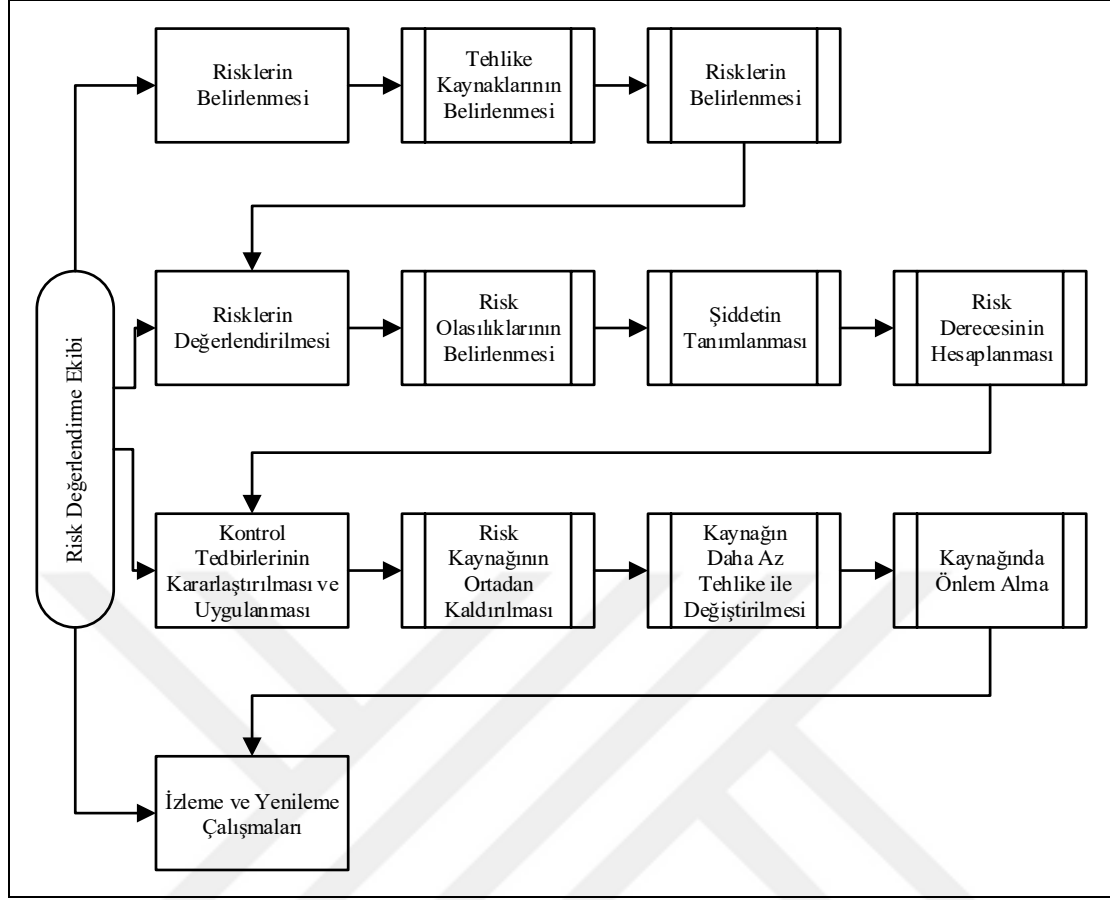 Risklerin
Belirlenmesi
Tehlike
Kaynaklarının
Belirlenmesi
Risklerin
Belirlenmesi
Risk Değerlendirme Ekibi
Risklerin
Değerlendirilmesi
Risk
Olasılıklarının
Belirlenmesi
Şiddetin
Tanımlanması
Risk
Derecesinin
Hesaplanması
Kontrol
Tedbirlerinin
Kararlaştırılması ve
Uygulanması
Risk
Kaynağının
Ortadan
Kaldırılması
Kaynağın
Daha Az
Tehlike ile
Değiştirilmesi
Kaynağında
Önlem Alma
İzleme ve Yenileme
Çalışmaları